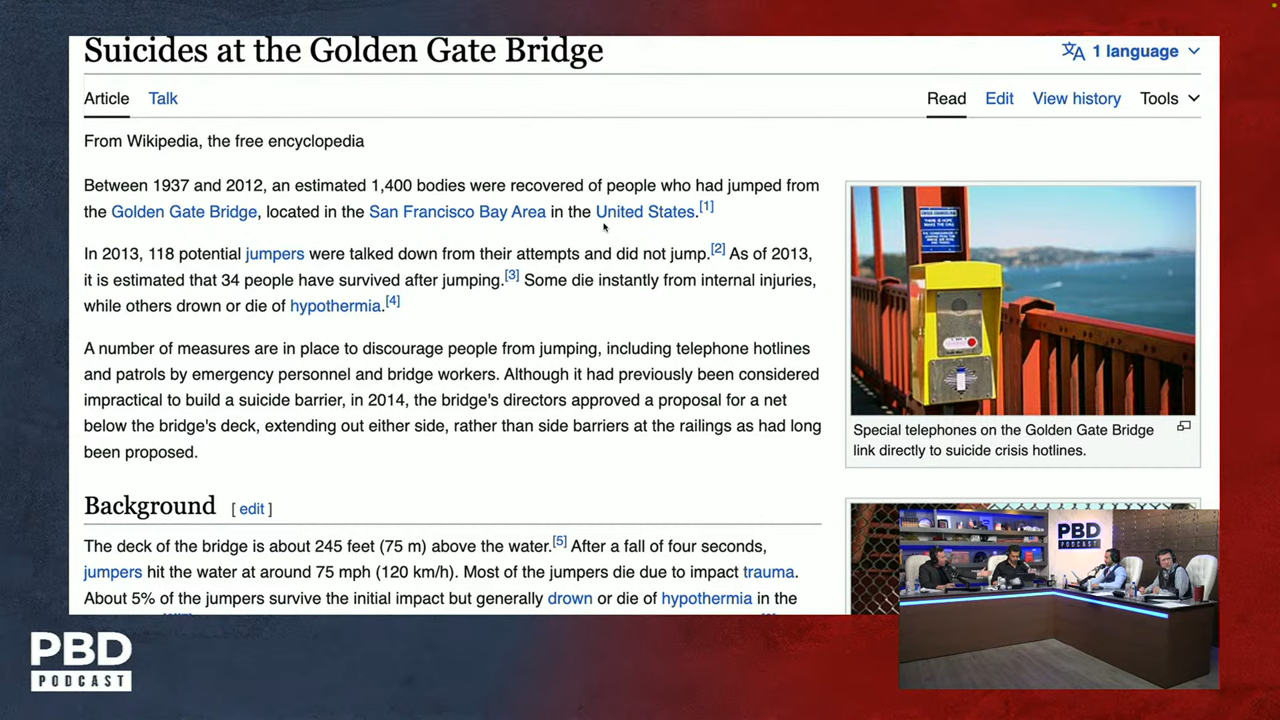 Suicides at the Golden Gate Bridge
1 language
Article Talk
Read Edit View history Tools
From Wikipedia, the free encyclopedia
Between 1937 and 2012, an estimated 1,400 bodies were recovered of people who had jumped from
the Golden Gate Bridge, located in the San Francisco Bay Area in the United States.[1]
In 2013, 118 potential jumpers were talked down from their attempts and did not jump.[2] As of 2013,
it is estimated that 34 people have survived after jumping.[3] Some die instantly from internal injuries,
while others drown or die of hypothermia.[4]
A number of measures are in place to discourage people from jumping, including telephone hotlines
and patrols by emergency personnel and bridge workers. Although it had previously been considered
impractical to build a suicide barrier, in 2014, the bridge's directors approved a proposal for a net
below the bridge's deck, extending out either side, rather than side barriers at the railings as had long
been proposed.
CRISIS COUNSELING
THERE IS HOPE
MAKE THE CALL
Special telephones on the Golden Gate Bridge
link directly to suicide crisis hotlines.
Background [ edit ]
The deck of the bridge is about 245 feet (75 m) above the water.[5] After a fall of four seconds,
jumpers hit the water at around 75 mph (120 km/h). Most of the jumpers die due to impact trauma.
About 5% of the jumpers survive the initial impact but generally drown or die of hypothermia in the
PBD
PODCAST
PBD
PODCAST